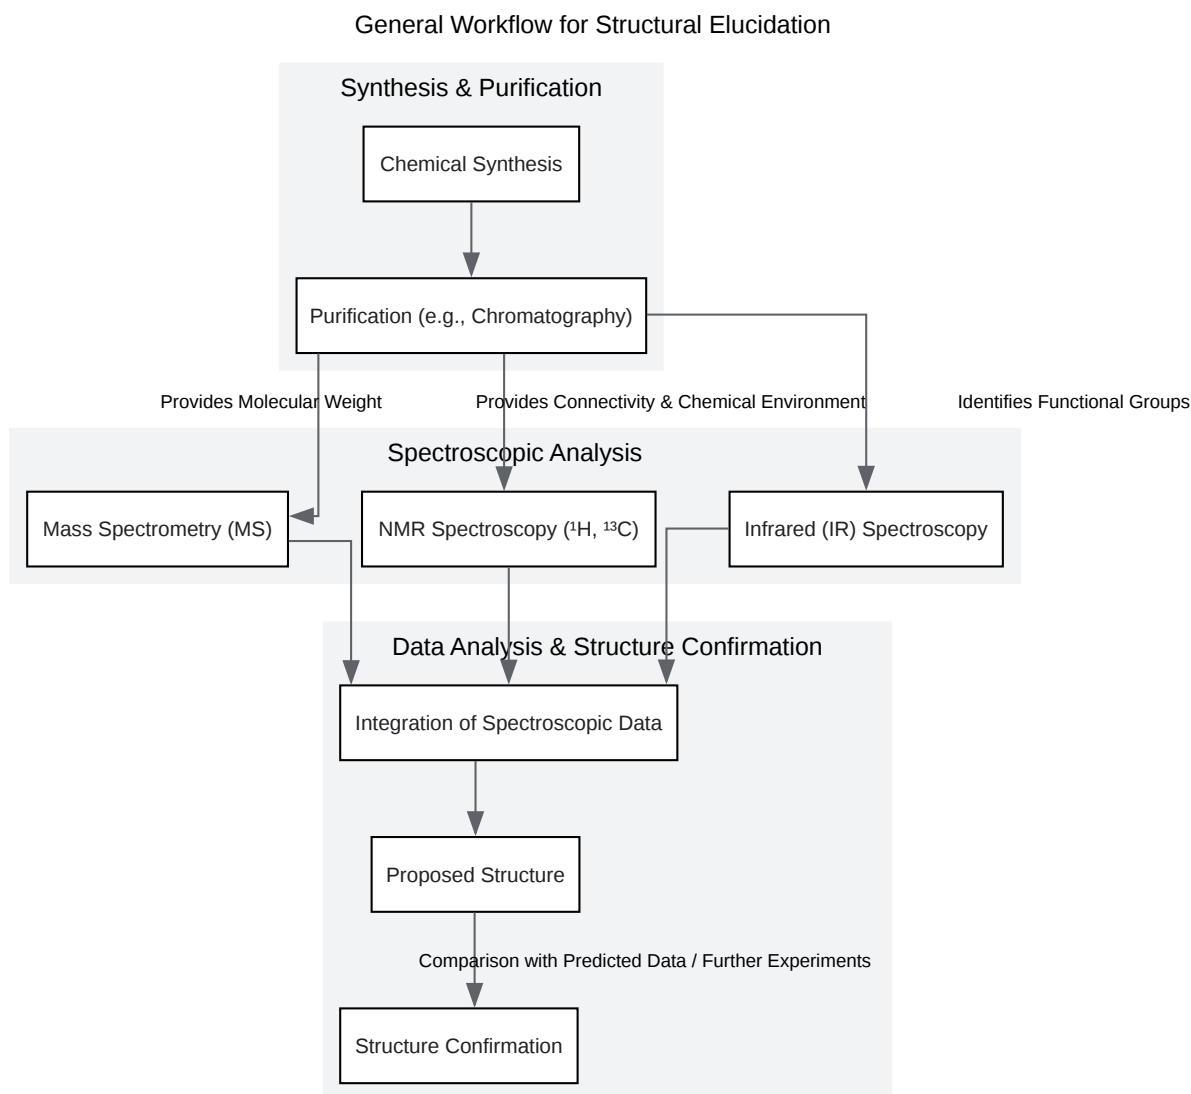 General Workflow for Structural Elucidation
Synthesis & Purification
Chemical Synthesis
Purification (e.g., Chromatography)
Provides Molecular Weight
Provides Connectivity & Chemical Environment
Identifies Functional Groups
Spectroscopic Analysis
Mass Spectrometry (MS)
NMR Spectroscopy (¹H, ¹³C)
Infrared (IR) Spectroscopy
Data Analysis & Structure Confirmation
Integration of Spectroscopic Data
Proposed Structure
Comparison with Predicted Data / Further Experiments
Structure Confirmation